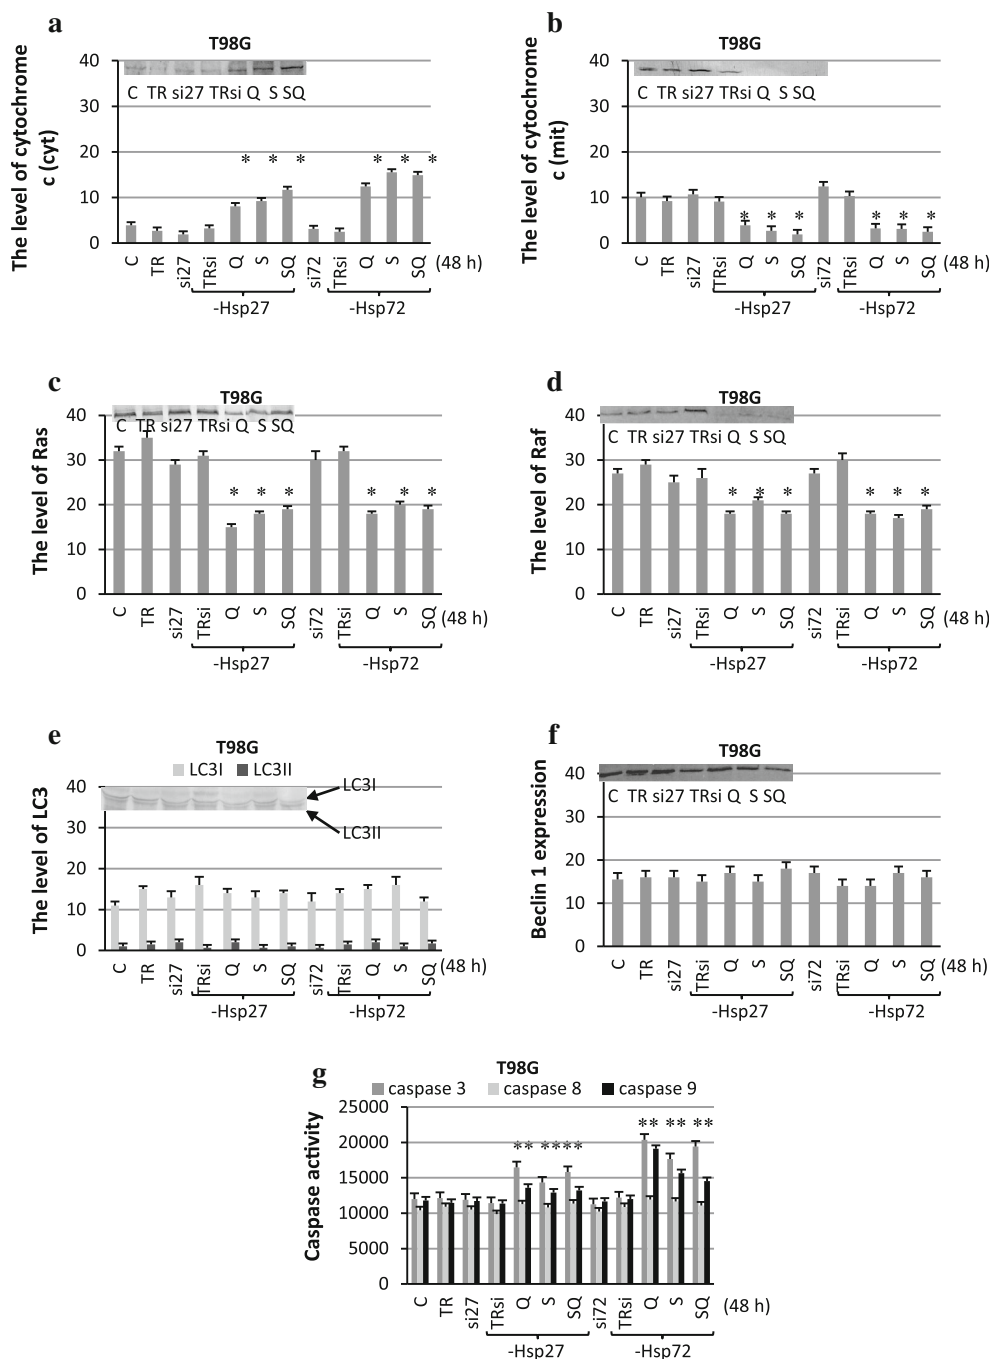 a
T98G
The level of cytochrome
c (cyt)
40
30
20
10
0
C TR si27 TRsi Q S SQ
* * * * * *
C TR si27 TRsi Q S SQ si72 TRsi Q S SQ (48 h)
-Hsp27 -Hsp72
b
T98G
The level of cytochrome
c (mit)
40
30
20
10
0
C TR si27 TRsi Q S SQ
* * * * * *
C TR si27 TRsi Q S SQ si72 TRsi Q S SQ (48 h)
-Hsp27 -Hsp72
c
T98G
The level of Ras
40
30
20
10
0
C TR si27 TRsi Q S SQ
* * * * * *
C TR si27 TRsi Q S SQ si72 TRsi Q S SQ (48 h)
-Hsp27 -Hsp72
d
T98G
The level of Raf
40
30
20
10
0
C TR si27 TRsi Q S SQ
* * * * * *
C TR si27 TRsi Q S SQ si72 TRsi Q S SQ (48 h)
-Hsp27 -Hsp72
e
T98G
LC3I LC3II
The level of LC3
40
30
20
10
0
LC3I
LC3II
C TR si27 TRsi Q S SQ si72 TRsi Q S SQ (48 h)
-Hsp27 -Hsp72
f
T98G
Beclin 1 expression
40
30
20
10
0
C TR si27 TRsi Q S SQ
C TR si27 TRsi Q S SQ si72 TRsi Q S SQ (48 h)
-Hsp27 -Hsp72
g
T98G
caspase 3 caspase 8 caspase 9
Caspase activity
25000
20000
15000
10000
5000
0
** **** ** ** **
C TR si27 TRsi Q S SQ si72 TRsi Q S SQ (48 h)
-Hsp27 -Hsp72